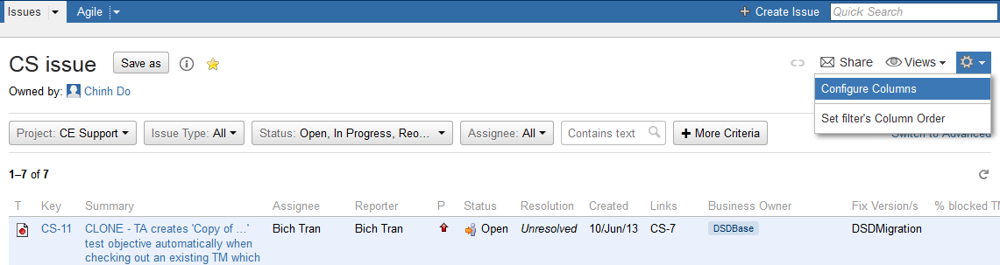 Issues Agile Create Issue Quick Search
CS issue Save as Share Views
Owned by: Chinh Do
Configure Columns
Set filter's Column Order
Project: CE Support Issue Type: All Status: Open, In Progress, Reo... Assignee: All Contains text More Criteria
Switch to Advanced
1–7 of 7
T Key Summary Assignee Reporter P Status Resolution Created Links Business Owner Fix Version/s % blocked
CS-11 CLONE - TA creates 'Copy of ...' Bich Tran Bich Tran Open Unresolved 10/Jun/13 CS-7 DSDBase DSDMigration
test objective automatically when
checking out an existing TM which